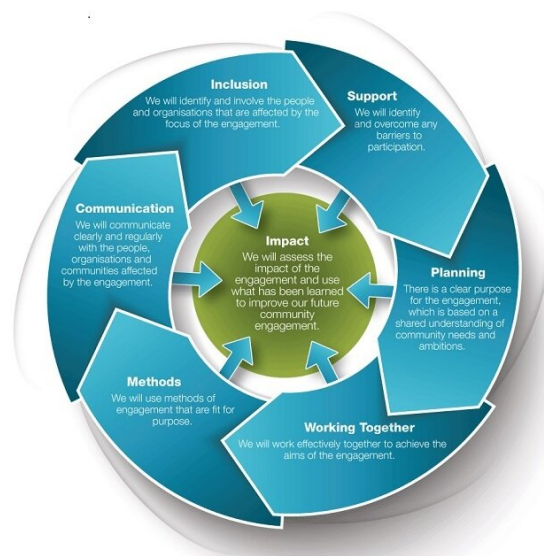 Inclusion
We will identify and involve the people
and organisations that are affected by the
focus of the engagement.
Support
We will identify
and overcome any
barriers to
participation.
Planning
There is a clear purpose
for the engagement,
which is based on a
shared understanding of
community needs and
ambitions.
Working Together
We will work effectively together to achieve the
aims of the engagement.
Methods
We will use methods of
engagement that are fit for
purpose.
Communication
We will communicate
clearly and regularly
with the people,
organisations and
communities affected
by the engagement.
Impact
We will assess the
impact of the
engagement and use
what has been learned
to improve our future
community
engagement.